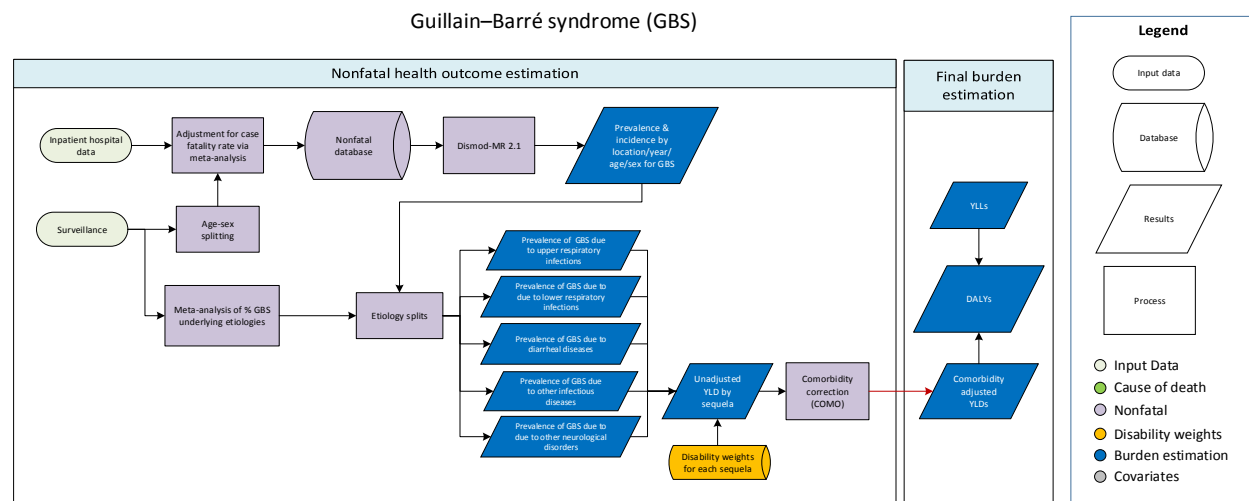 Guillain–Barré syndrome (GBS)
Nonfatal health outcome estimation
Inpatient hospital
data
Adjustment for case
fatality rate via
meta-analysis
Nonfatal
database
Dismod-MR 2.1
Prevalence &
incidence by
location/year/
age/sex for GBS
Surveillance
Age-sex
splitting
Meta-analysis of % GBS
underlying etiologies
Etiology splits
Prevalence of GBS due
to upper respiratory
infections
Prevalence of GBS due to
due to lower respiratory
infections
Prevalence of GBS due to
diarrheal diseases
Prevalence of GBS due
to other infectious
diseases
Prevalence of GBS due to
due to other neurological
disorders
Unadjusted
YLD by
sequela
Disability weights
for each sequela
Comorbidity
correction
(COMO)
Final burden
estimation
YLLs
DALYs
Comorbidity
adjusted
YLDs
Legend
Input data
Database
Results
Process
Input Data
Cause of death
Nonfatal
Disability weights
Burden estimation
Covariates